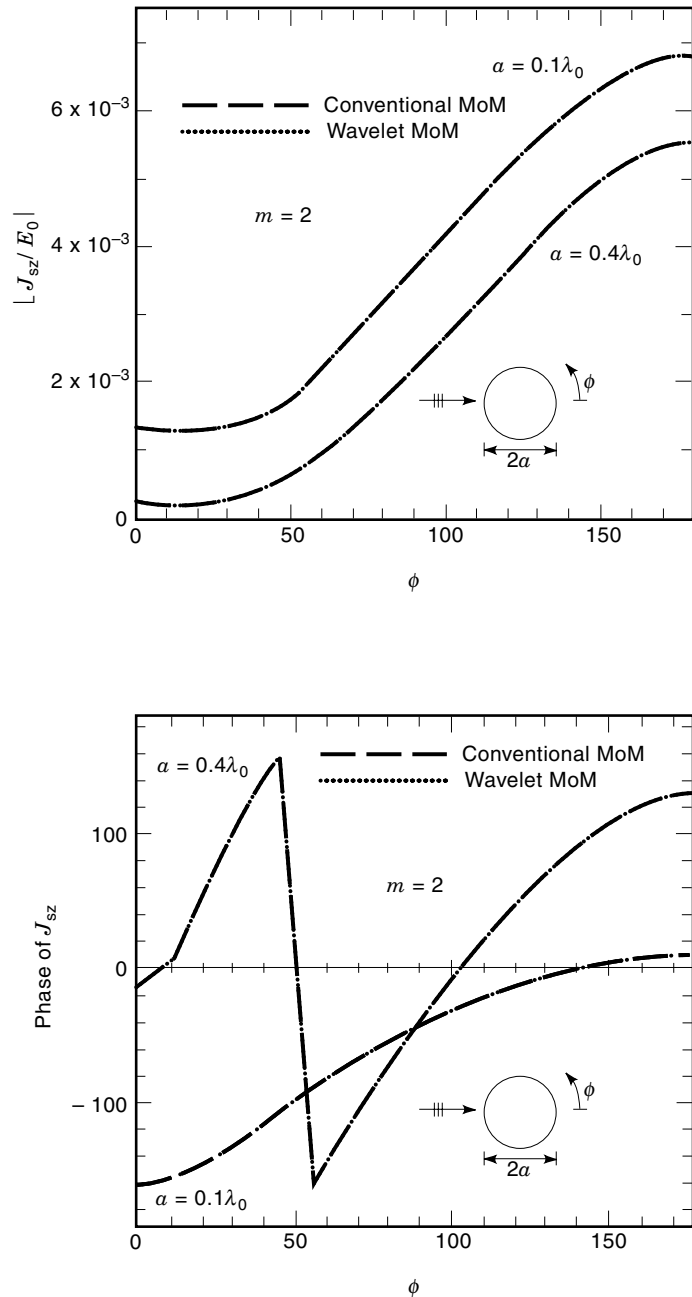 a = 0.1λ₀
6 x 10⁻³
Conventional MoM
Wavelet MoM
m = 2
| J_sz / E₀ |
4 x 10⁻³
a = 0.4λ₀
2 x 10⁻³
ϕ
2a
0
0 50 100 150
ϕ
a = 0.4λ₀
Conventional MoM
Wavelet MoM
100
m = 2
Phase of J_sz
0
– 100
ϕ
2a
a = 0.1λ₀
0 50 100 150
ϕ